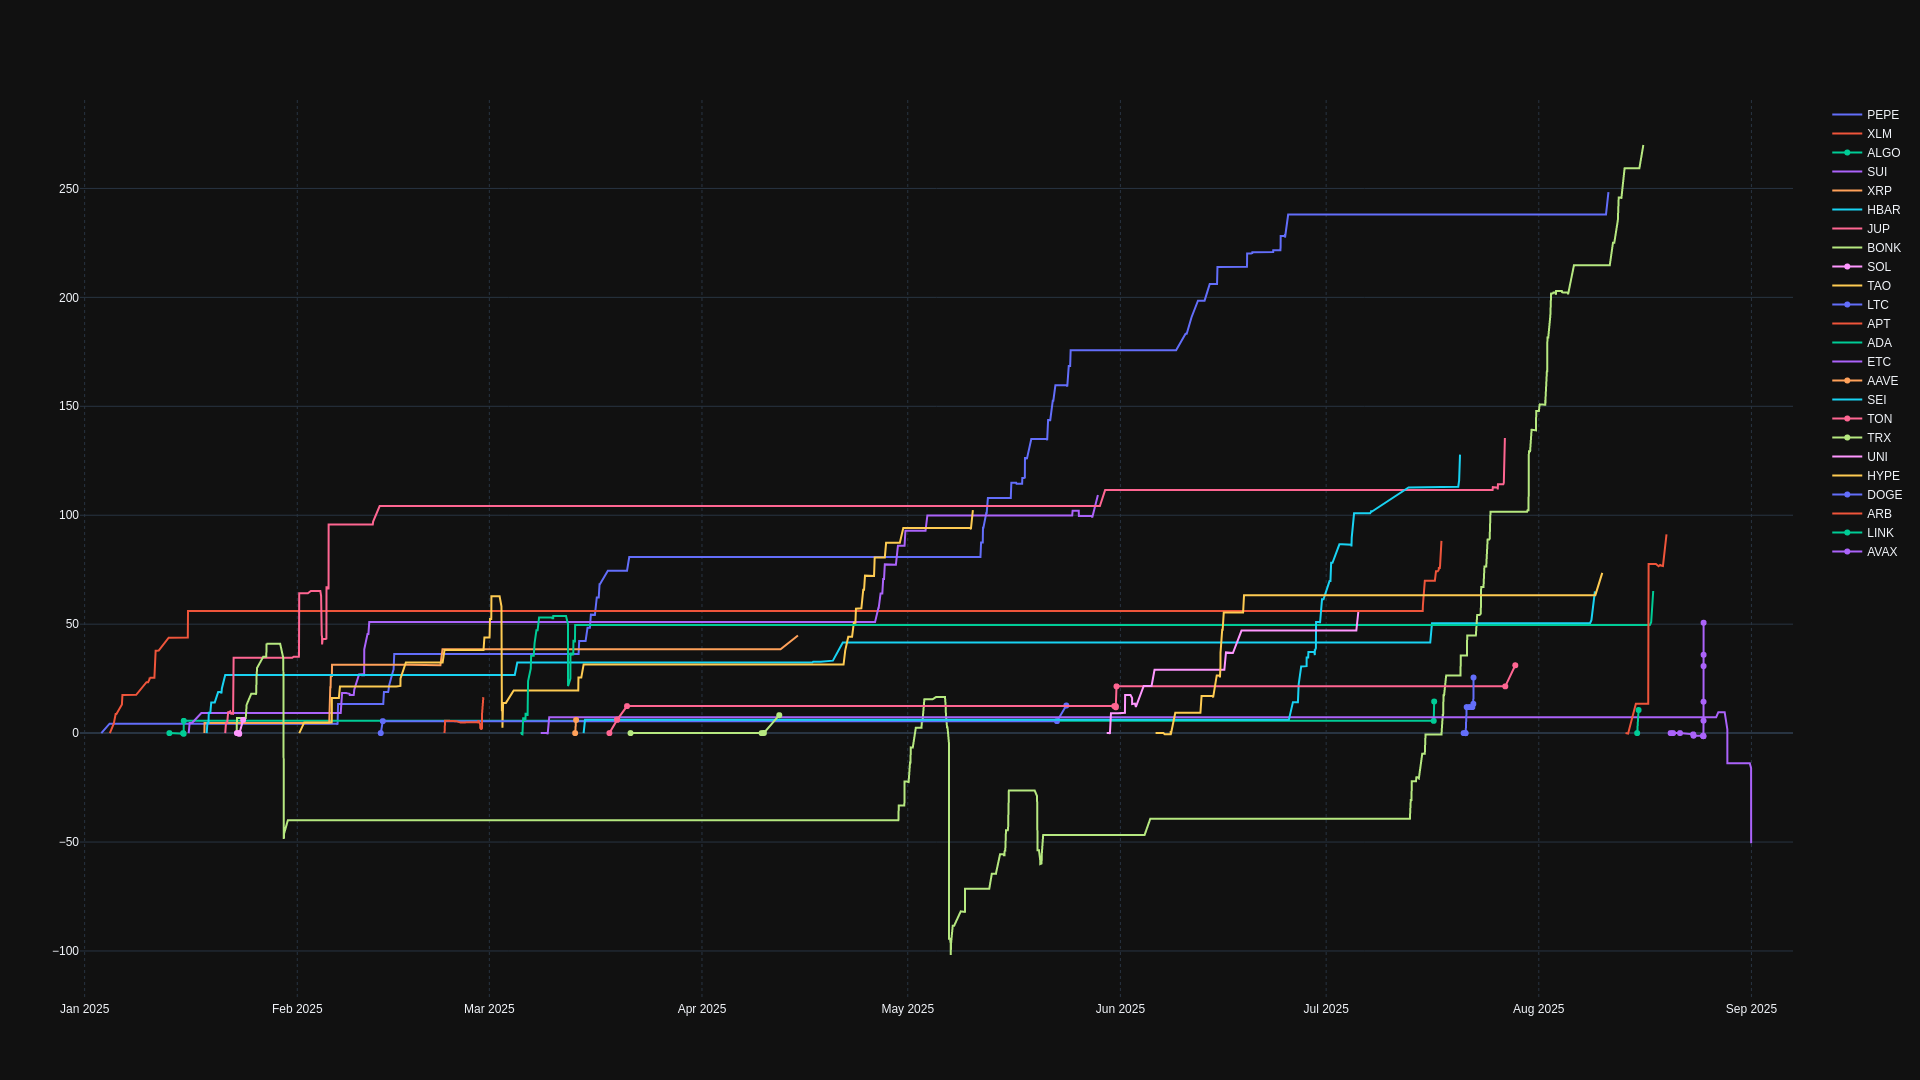 250
200
150
100
50
0
−50
−100
Jan 2025
Feb 2025
Mar 2025
Apr 2025
May 2025
Jun 2025
Jul 2025
Aug 2025
Sep 2025
PEPE
XLM
ALGO
SUI
XRP
HBAR
JUP
BONK
SOL
TAO
LTC
APT
ADA
ETC
AAVE
SEI
TON
TRX
UNI
HYPE
DOGE
ARB
LINK
AVAX